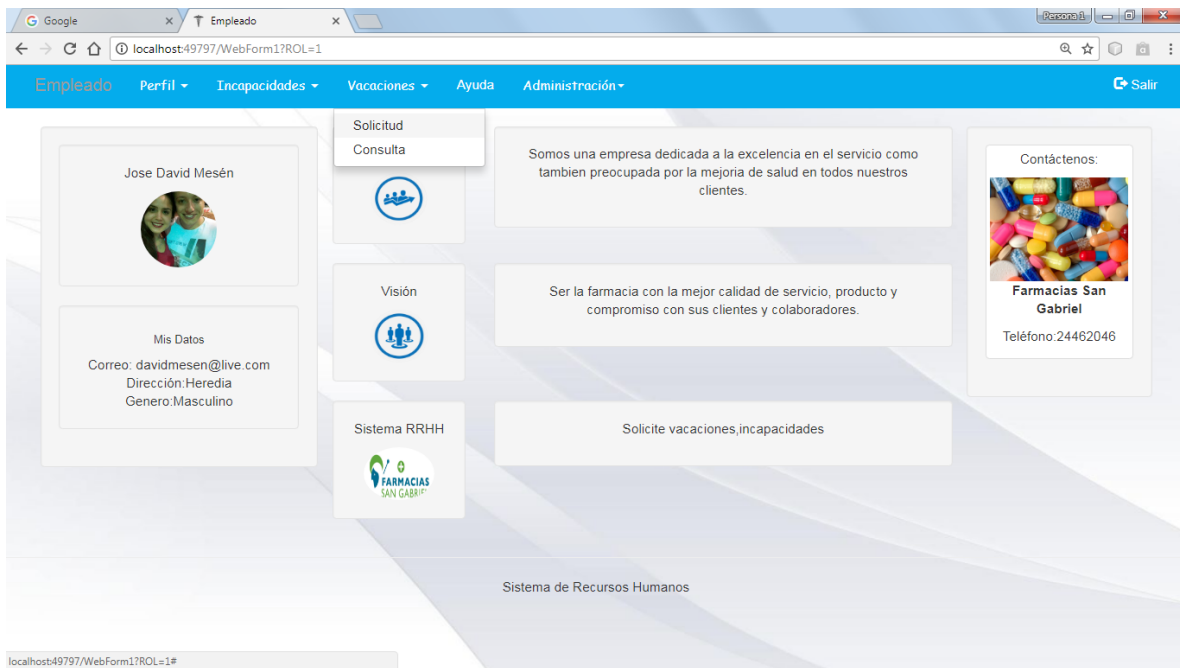 Google
Empleado
Persona 1
localhost:49797/WebForm1?ROL=1
Empleado Perfil Incapacidades Vacaciones Ayuda Administración Salir
Solicitud
Consulta
Jose David Mesén
Mis Datos
Correo: davidmesen@live.com
Dirección:Heredia
Genero:Masculino
Visión
Sistema RRHH
FARMACIAS
SAN GABRIEL
Somos una empresa dedicada a la excelencia en el servicio como
tambien preocupada por la mejoria de salud en todos nuestros
clientes.
Ser la farmacia con la mejor calidad de servicio, producto y
compromiso con sus clientes y colaboradores.
Solicite vacaciones,incapacidades
Contáctenos:
Farmacias San
Gabriel
Teléfono:24462046
Sistema de Recursos Humanos
localhost:49797/WebForm1?ROL=1#